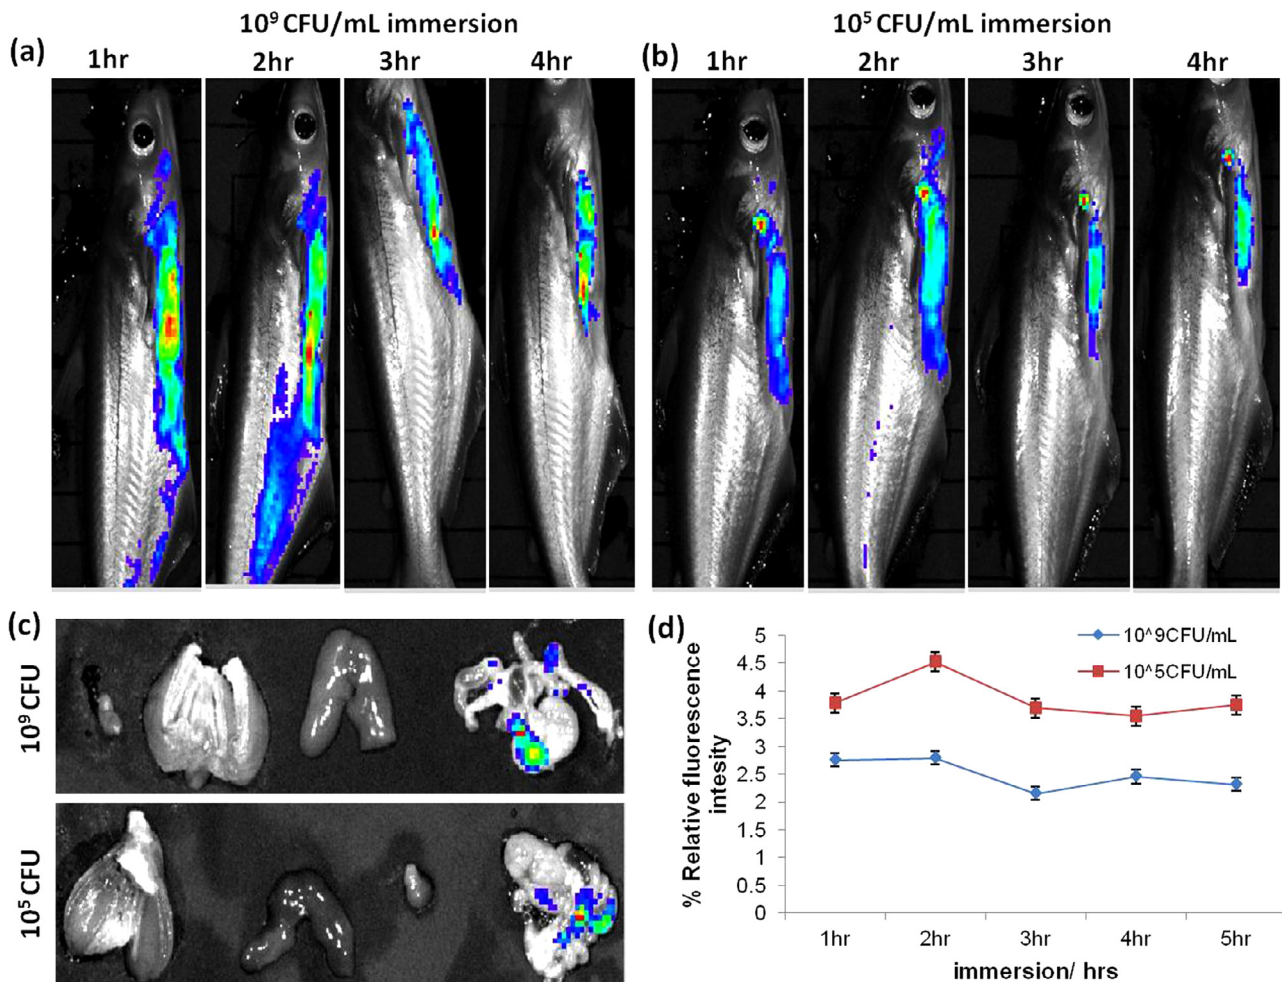 10⁹ CFU/mL immersion
10⁵ CFU/mL immersion
(a)
1hr
2hr
3hr
4hr
(b)
1hr
2hr
3hr
4hr
(c)
10⁹ CFU
10⁵ CFU
(d)
10^9CFU/mL
10^5CFU/mL
% Relative fluorescence
intesity
5
4.5
4
3.5
3
2.5
2
1.5
1
0.5
0
1hr
2hr
3hr
4hr
5hr
immersion/ hrs